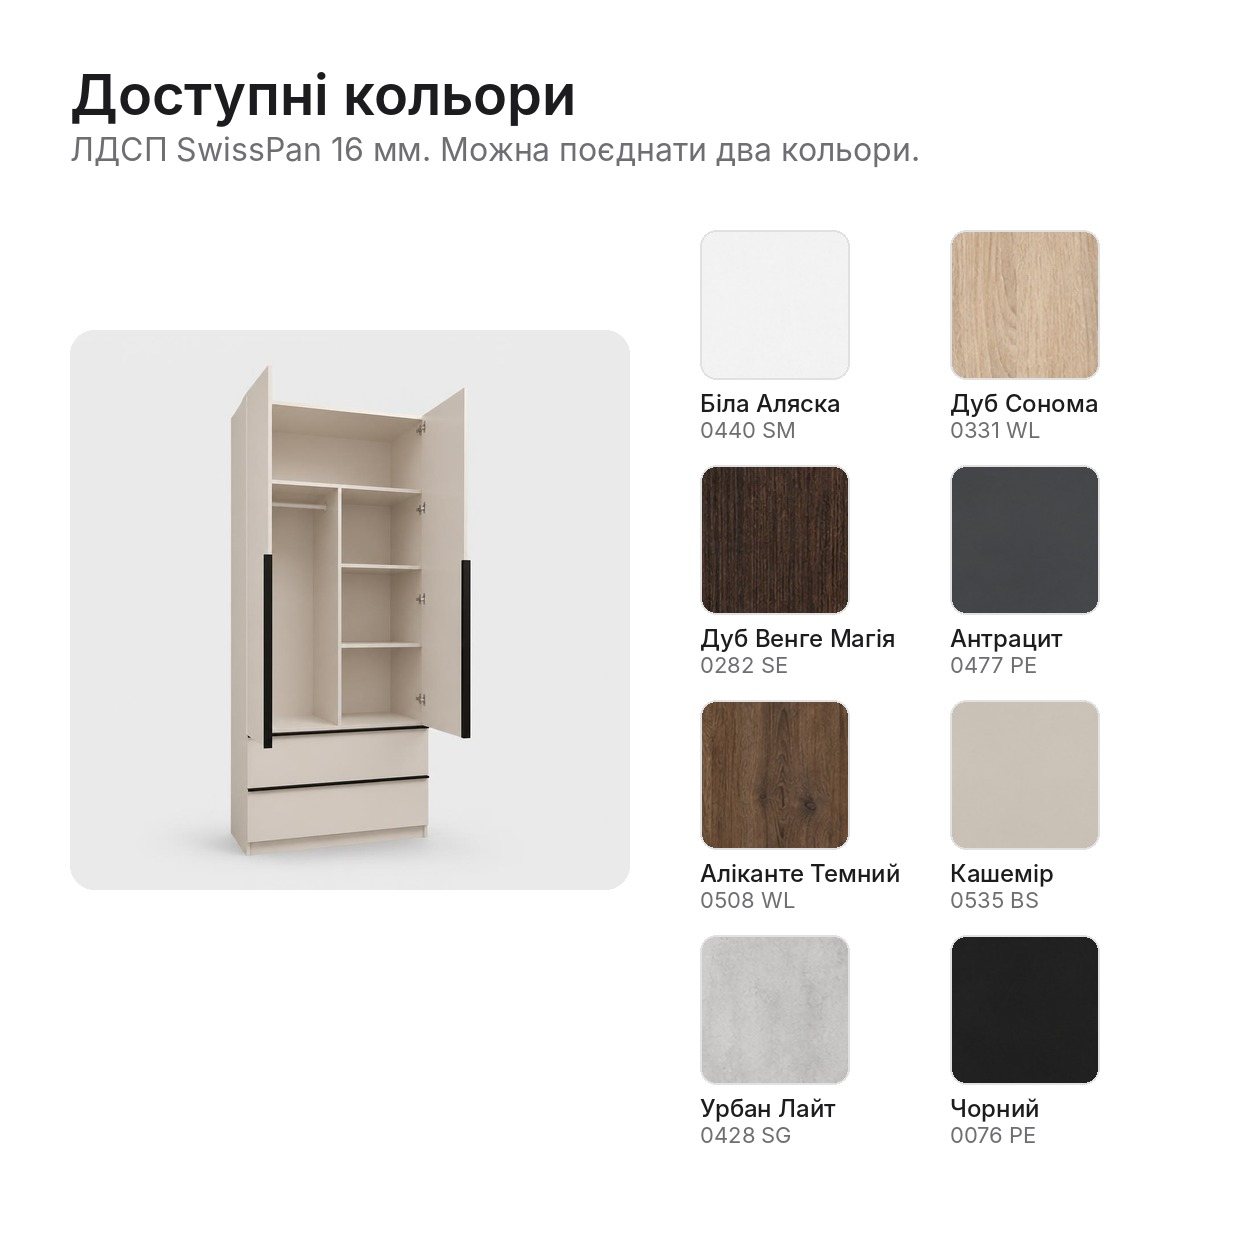 Доступні кольори
ЛДСП SwissPan 16 мм. Можна поєднати два кольори.
Біла Аляска
0440 SM
Дуб Сонома
0331 WL
Дуб Венге Магія
0282 SE
Антрацит
0477 PE
Аліканте Темний
0508 WL
Кашемір
0535 BS
Урбан Лайт
0428 SG
Чорний
0076 PE